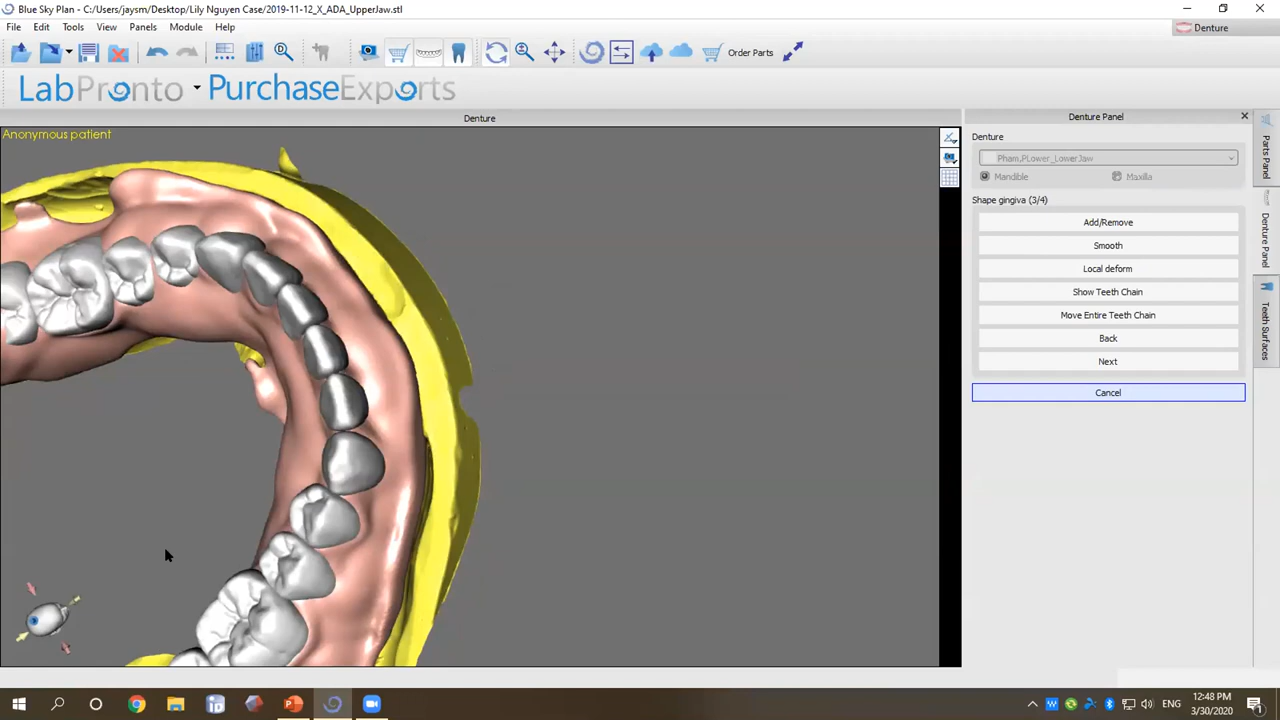 Blue Sky Plan - C:/Users/jaysm/Desktop/Lily Nguyen Case/2019-11-12_X_ADA_UpperJaw.stl
File Edit Tools View Panels Module Help
Denture
Order Parts
LabPronto PurchaseExports
Denture
Anonymous patient
Denture Panel
Denture
Pham,PLower_LowerJaw
Mandible Maxilla
Shape gingiva (3/4)
Add/Remove
Smooth
Local deform
Show Teeth Chain
Move Entire Teeth Chain
Back
Next
Cancel
Parts Panel
Denture Panel
Teeth Surfaces
12:48 PM
3/30/2020